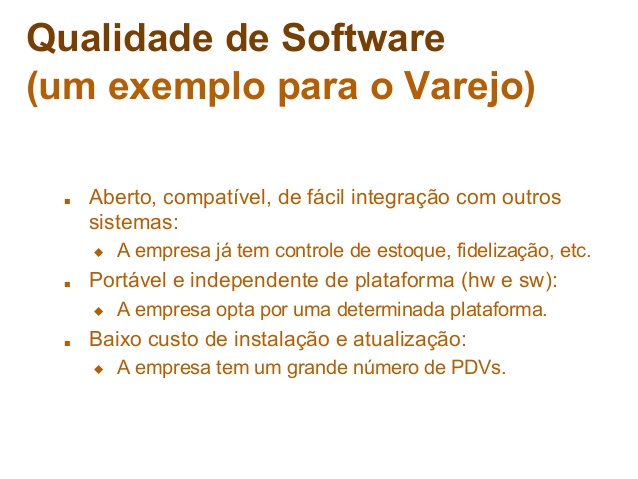 Qualidade de Software
(um exemplo para o Varejo)
Aberto, compatível, de fácil integração com outros
sistemas:
A empresa já tem controle de estoque, fidelização, etc.
Portável e independente de plataforma (hw e sw):
A empresa opta por uma determinada plataforma.
Baixo custo de instalação e atualização:
A empresa tem um grande número de PDVs.